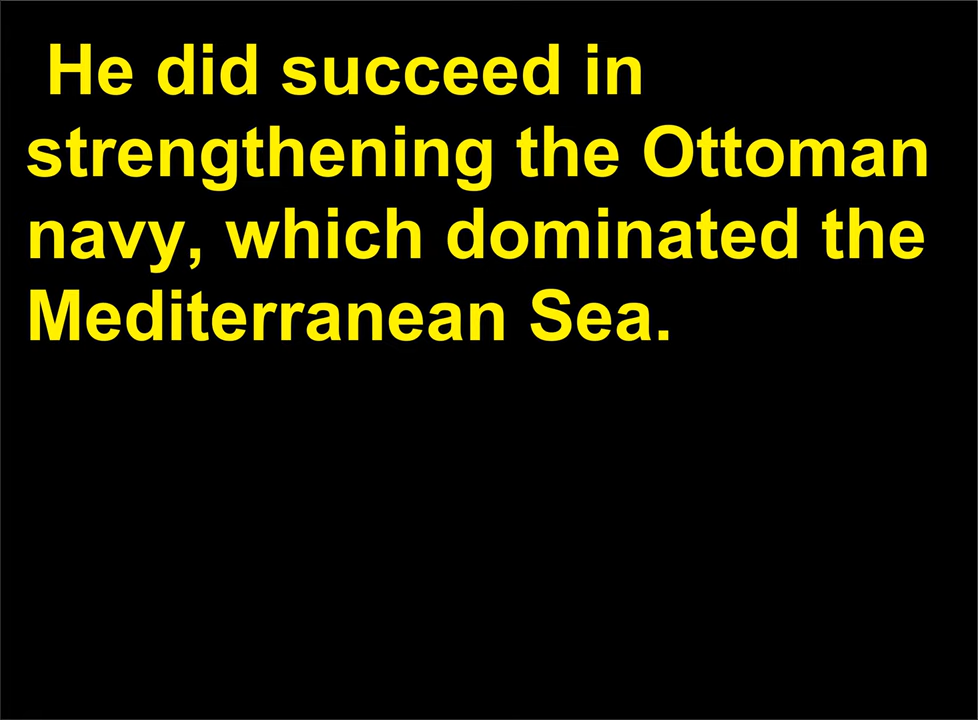 He did succeed in
strengthening the Ottoman
navy, which dominated the
Mediterranean Sea.